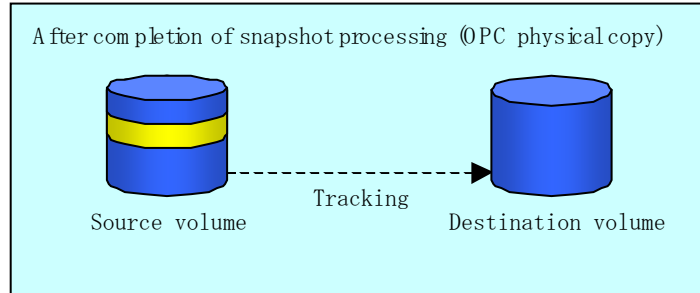 After completion of snapshot processing (OPC physical copy)
Tracking
Source volume
Destination volume